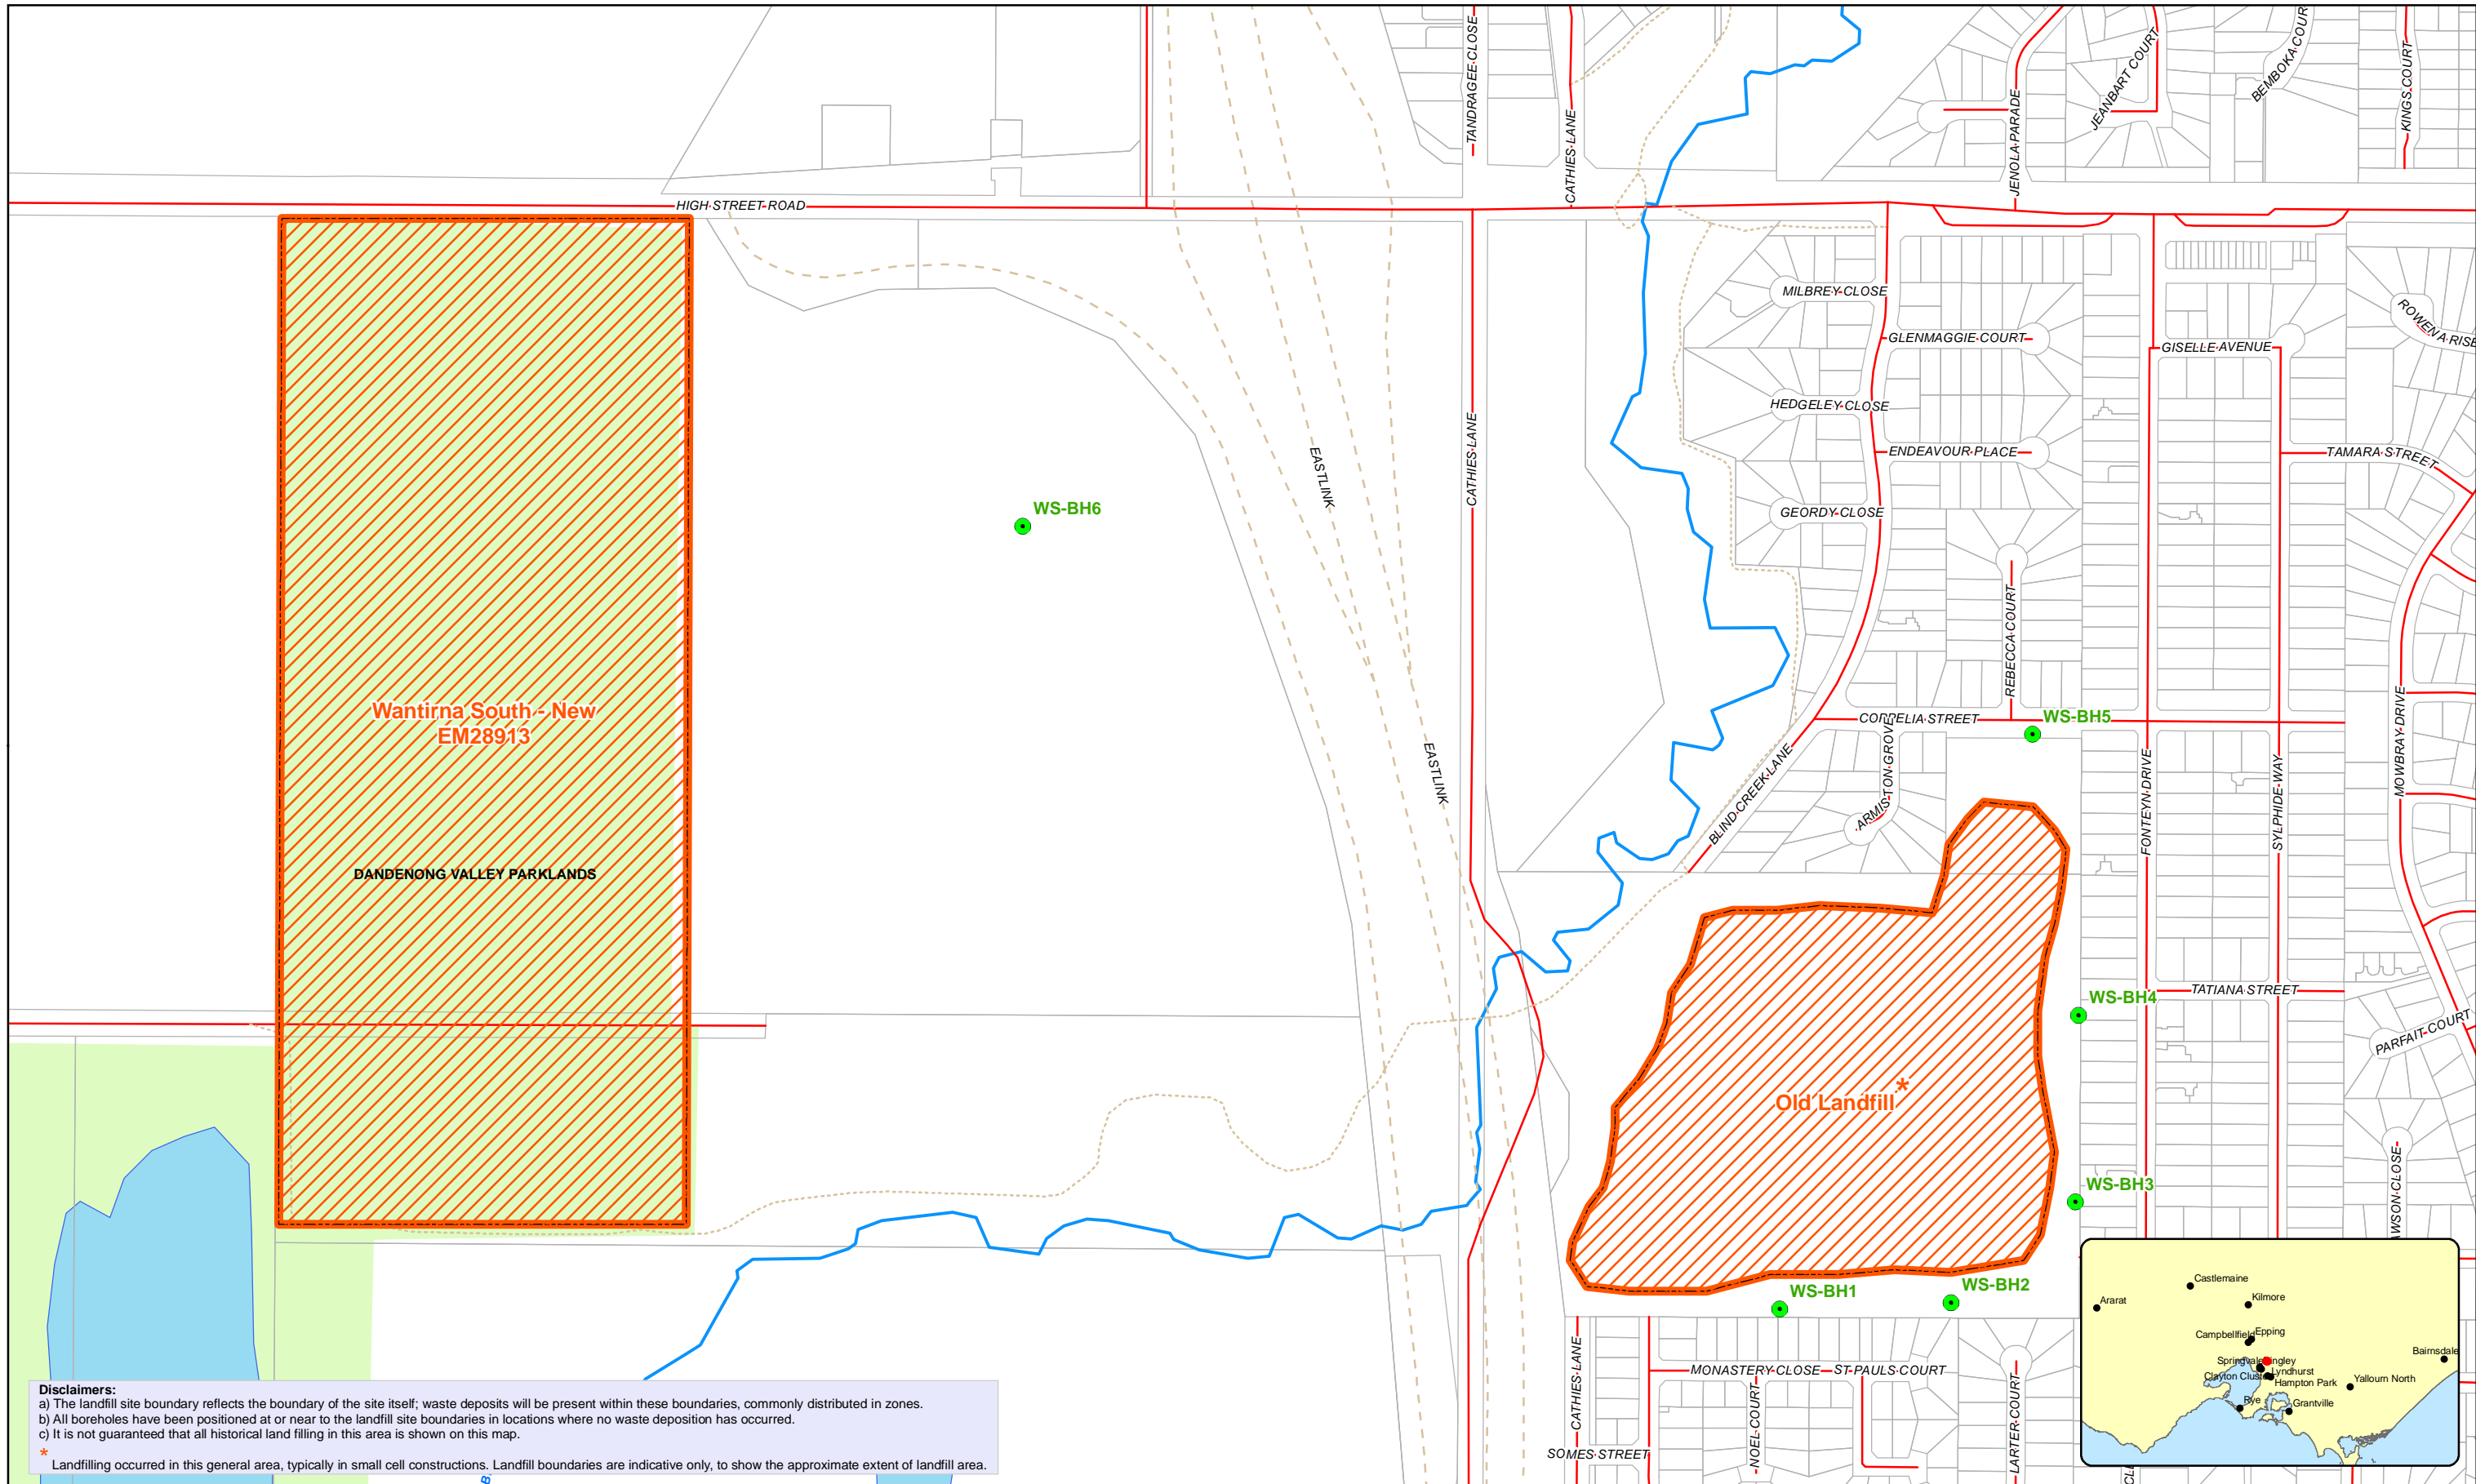 TANDRAGEE CLOSE
CATHIES LANE
JENOLA PARADE
JEANBART COURT
BEMBOKA COUR
KINGS COURT
HIGH STREET ROAD
MILBREY CLOSE
GLENMAGGIE COURT
GISELLE AVENUE
ROWENA RISE
HEDGELEY CLOSE
CATHIES LANE
ENDEAVOUR PLACE
TAMARA STREET
EASTLINK
WS-BH6
GEORDY CLOSE
REBECCA COURT
Wantirna South - New
EM28913
COPPELIA STREET
WS-BH5
MOWBRAY DRIVE
EASTLINK
BLIND CREEK LANE
ARMISTON GROVE
FONTEYN DRIVE
SYLPHIDE WAY
DANDENONG VALLEY PARKLANDS
TATIANA STREET
WS-BH4
PARFAIT COURT
Old Landfill *
WS-BH3
AWSON CLOSE
WS-BH1
WS-BH2
MONASTERY CLOSE
ST PAULS COURT
CATHIES LANE
NOEL COURT
LARTER COURT
SOMES STREET
CLE
B
Castlemaine
Ararat
Kilmore
Epping
Campbellfield
Bairnsdale
Springvale
Dingley
Lyndhurst
Clayton Cluster
Hampton Park
Yallourn North
Rye
Grantville
Disclaimers:
a) The landfill site boundary reflects the boundary of the site itself; waste deposits will be present within these boundaries, commonly distributed in zones.
b) All boreholes have been positioned at or near to the landfill site boundaries in locations where no waste deposition has occurred.
c) It is not guaranteed that all historical land filling in this area is shown on this map.
*
Landfilling occurred in this general area, typically in small cell constructions. Landfill boundaries are indicative only, to show the approximate extent of landfill area.